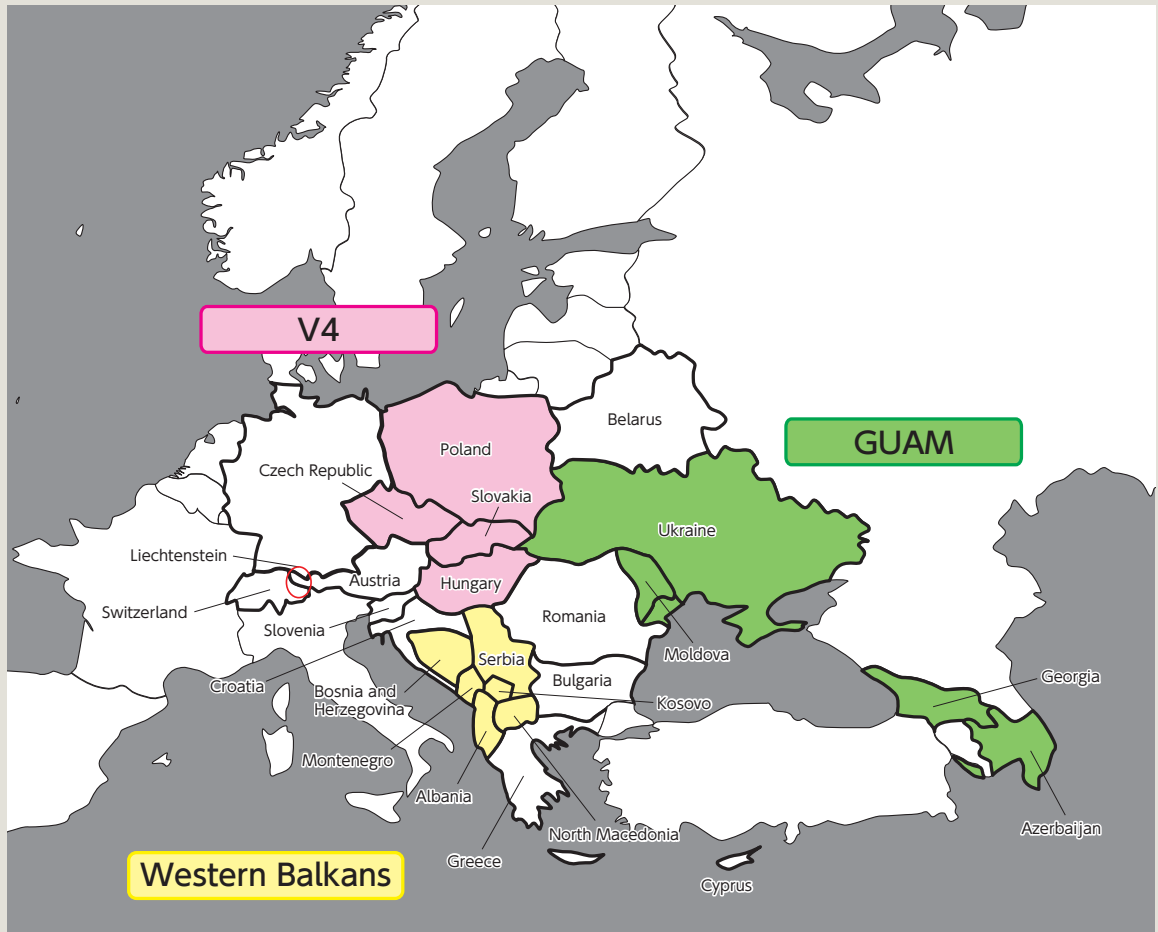 V4
Belarus
GUAM
Poland
Czech Republic
Slovakia
Ukraine
Liechtenstein
Austria
Hungary
Switzerland
Romania
Slovenia
Moldova
Serbia
Bulgaria
Georgia
Croatia
Bosnia and
Herzegovina
Kosovo
Montenegro
Albania
Azerbaijan
North Macedonia
Greece
Western Balkans
Cyprus